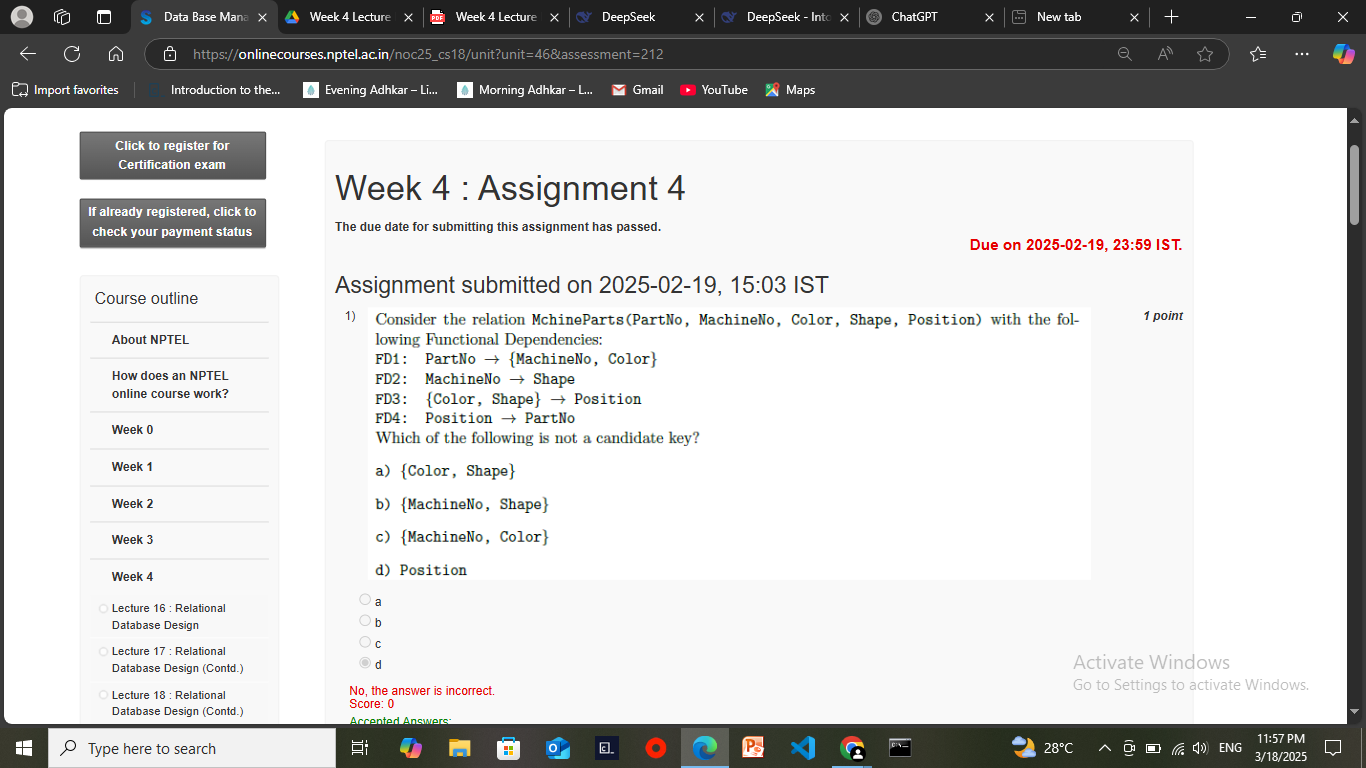 Data Base Mana
Week 4 Lecture
Week 4 Lecture
DeepSeek
DeepSeek - Into
ChatGPT
New tab
https://onlinecourses.nptel.ac.in/noc25_cs18/unit?unit=46&assessment=212
Import favorites
Introduction to the...
Evening Adhkar – Li...
Morning Adhkar – L...
Gmail
YouTube
Maps
Click to register for
Certification exam
If already registered, click to
check your payment status
Course outline
About NPTEL
How does an NPTEL
online course work?
Week 0
Week 1
Week 2
Week 3
Week 4
Lecture 16 : Relational
Database Design
Lecture 17 : Relational
Database Design (Contd.)
Lecture 18 : Relational
Database Design (Contd.)
Week 4 : Assignment 4
The due date for submitting this assignment has passed.
Due on 2025-02-19, 23:59 IST.
Assignment submitted on 2025-02-19, 15:03 IST
1)
1 point
Consider the relation MchineParts(PartNo, MachineNo, Color, Shape, Position) with the fol-
lowing Functional Dependencies:
FD1: PartNo → {MachineNo, Color}
FD2: MachineNo → Shape
FD3: {Color, Shape} → Position
FD4: Position → PartNo
Which of the following is not a candidate key?
a) {Color, Shape}
b) {MachineNo, Shape}
c) {MachineNo, Color}
d) Position
a
b
c
d
No, the answer is incorrect.
Score: 0
Accepted Answers:
Activate Windows
Go to Settings to activate Windows.
Type here to search
28°C
ENG
11:57 PM
3/18/2025